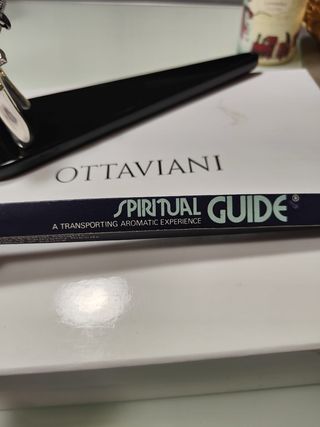 OTTAVIANI
SPIRITUAL GUIDE®
A TRANSPORTING AROMATIC EXPERIENCE